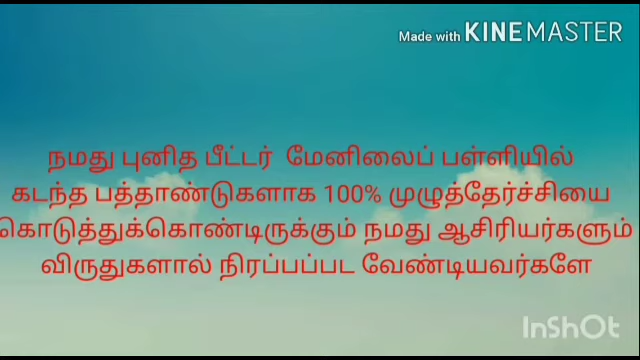 Made with KINEMASTER
நமது புனித பீட்டர் மேனிலைப் பள்ளியில்
கடந்த பத்தாண்டுகளாக 100% முழுத்தேர்ச்சியை
கொடுத்துக்கொண்டிருக்கும் நமது ஆசிரியர்களும்
விருதுகளால் நிரப்பப்பட வேண்டியவர்களே
InShOt